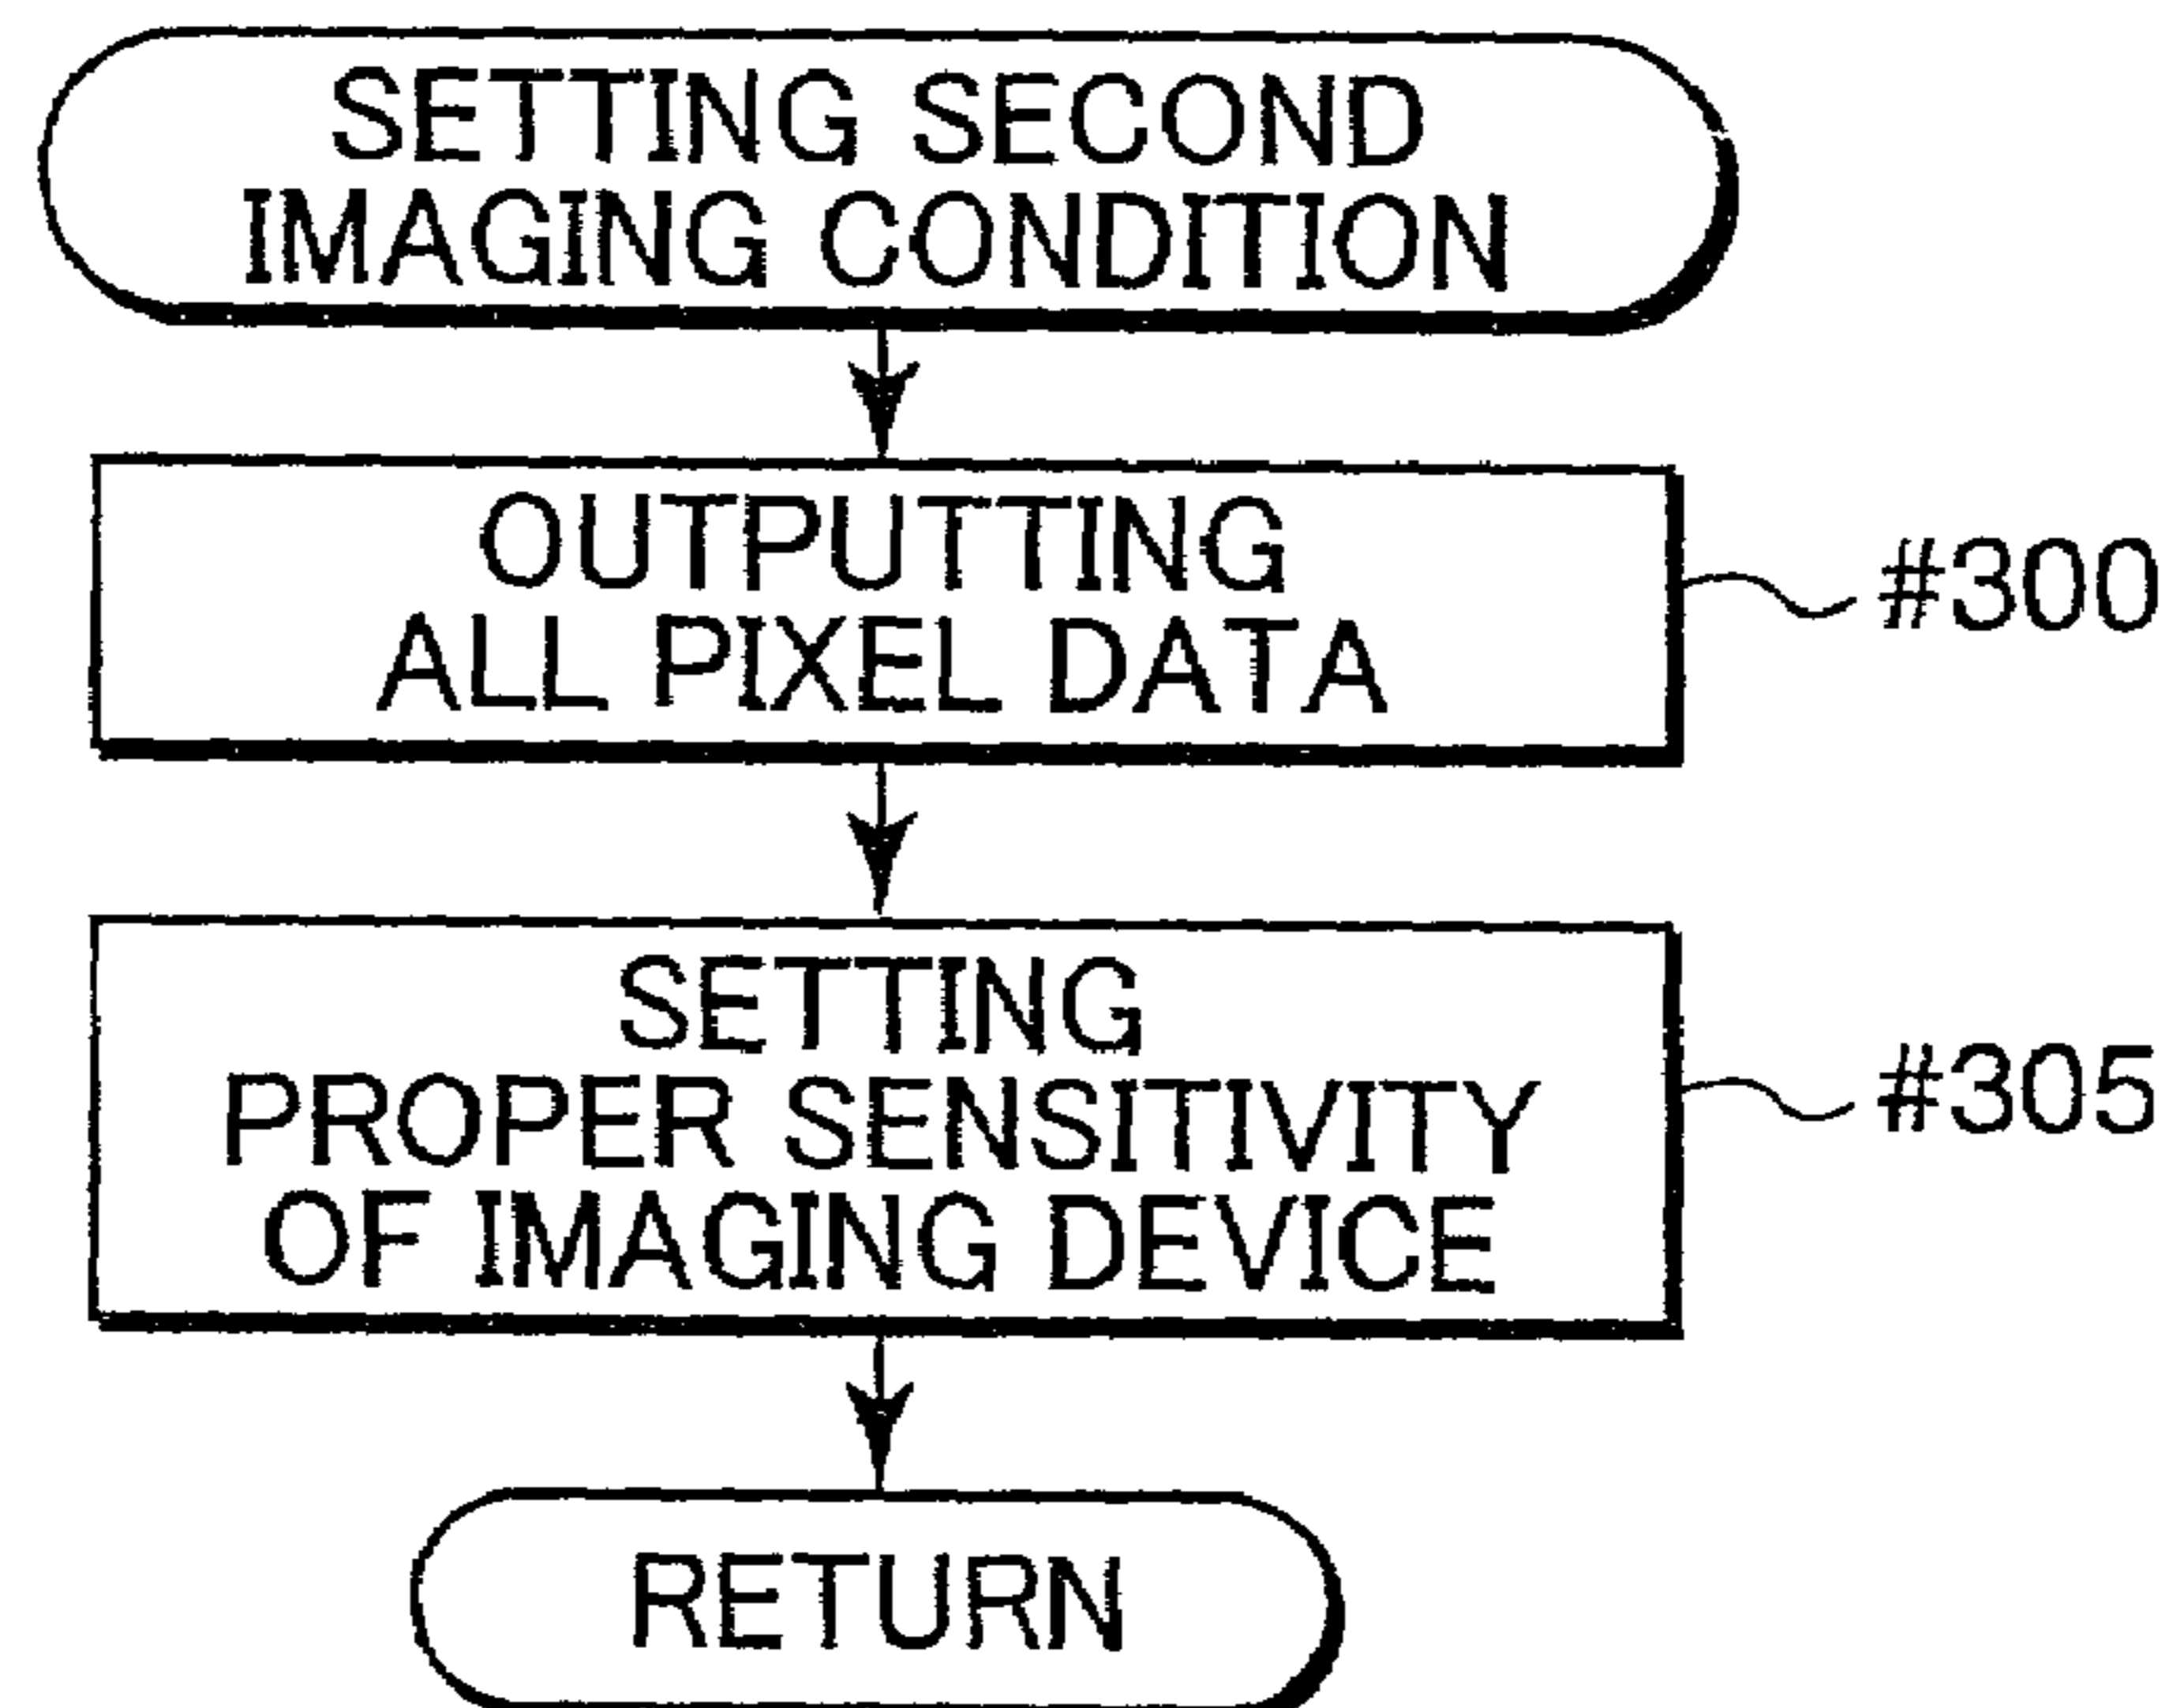 SETTING SECOND
IMAGING CONDITION
OUTPUTTING
ALL PIXEL DATA
#300
SETTING
PROPER SENSITIVITY
OF IMAGING DEVICE
#305
RETURN